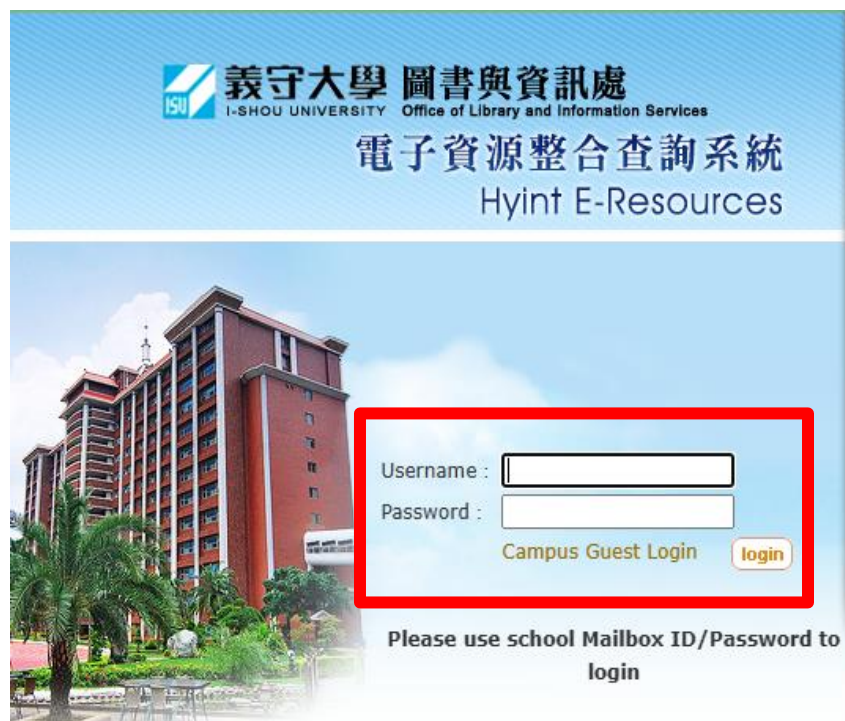 ISU 義守大學 圖書與資訊處
I-SHOU UNIVERSITY Office of Library and Information Services
電子資源整合查詢系統
Hyint E-Resources
Username :
Password :
Campus Guest Login login
Please use school Mailbox ID/Password to
login